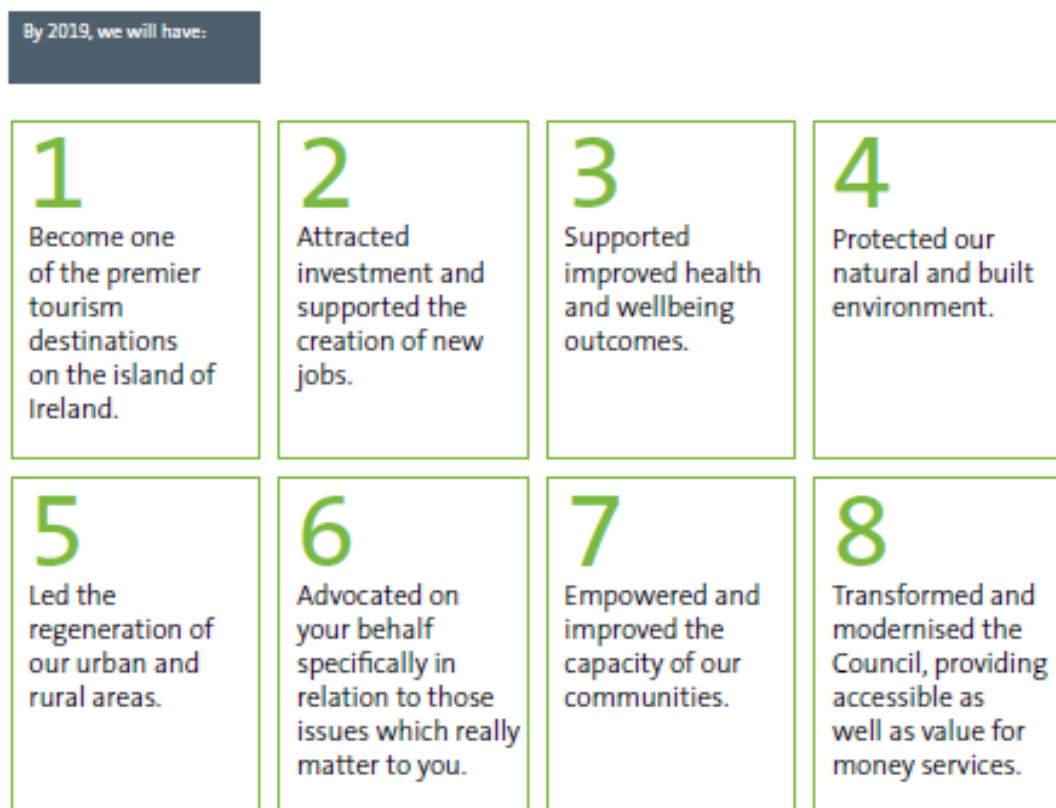 By 2019, we will have:
1
Become one
of the premier
tourism
destinations
on the island of
Ireland.
2
Attracted
investment and
supported the
creation of new
jobs.
3
Supported
improved health
and wellbeing
outcomes.
4
Protected our
natural and built
environment.
5
Led the
regeneration of
our urban and
rural areas.
6
Advocated on
your behalf
specifically in
relation to those
issues which really
matter to you.
7
Empowered and
improved the
capacity of our
communities.
8
Transformed and
modernised the
Council, providing
accessible as
well as value for
money services.